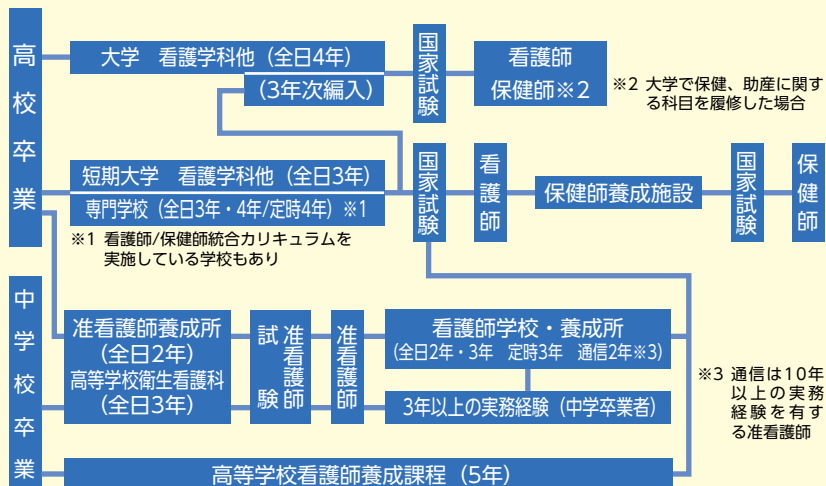 高校卒業
大学 看護学科他（全日4年）
（3年次編入）
国家試験
看護師
保健師※2
※2 大学で保健、助産に関す
る科目を履修した場合
短期大学 看護学科他（全日3年）
専門学校（全日3年・4年/定時4年）※1
※1 看護師/保健師統合カリキュラムを
実施している学校もあり
国家試験
看護師
保健師養成施設
国家試験
保健師
中学校卒業
准看護師養成所
（全日2年）
高等学校衛生看護科
（全日3年）
准看護師
試験
准看護師
看護師学校・養成所
（全日2年・3年 定時3年 通信2年※3）
3年以上の実務経験（中学卒業者）
※3 通信は10年
以上の実務
経験を有す
る准看護師
高等学校看護師養成課程（5年）